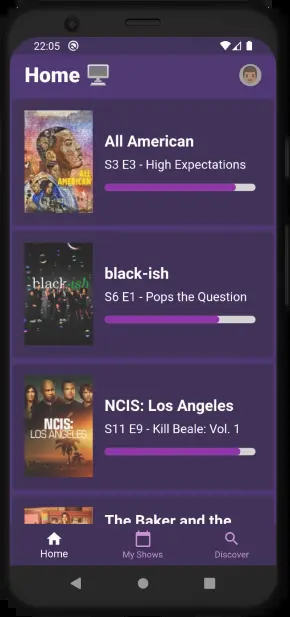 22:05
Home
All American
S3 E3 - High Expectations
ALL
AMERICAN
black-ish
S6 E1 - Pops the Question
black-ish
NCIS: Los Angeles
S11 E9 - Kill Beale: Vol. 1
NCIS:
LOS ANGELES
The Baker and the
Home
My Shows
Discover